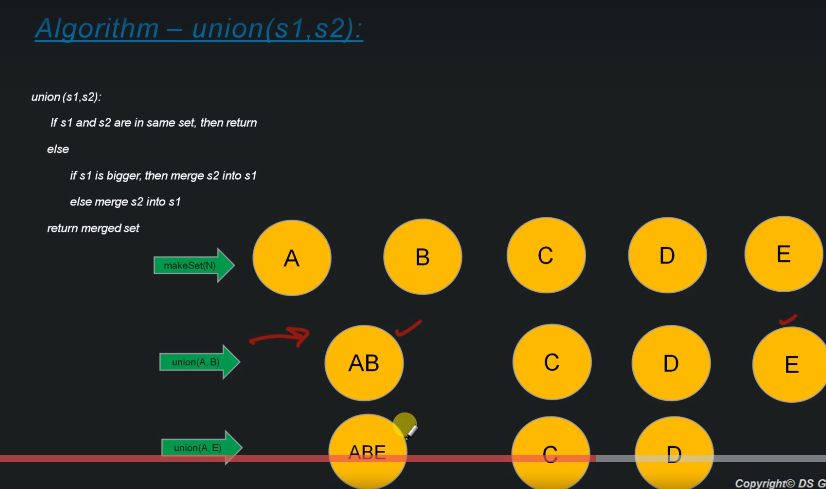 Algorithm – union(s1,s2):
union (s1,s2):
If s1 and s2 are in same set, then return
else
if s1 is bigger, then merge s2 into s1
else merge s2 into s1
return merged set
makeSet(N) A B C D E
union(A, B) AB C D E
union(A, E) ABE C D
Copyright© DS G